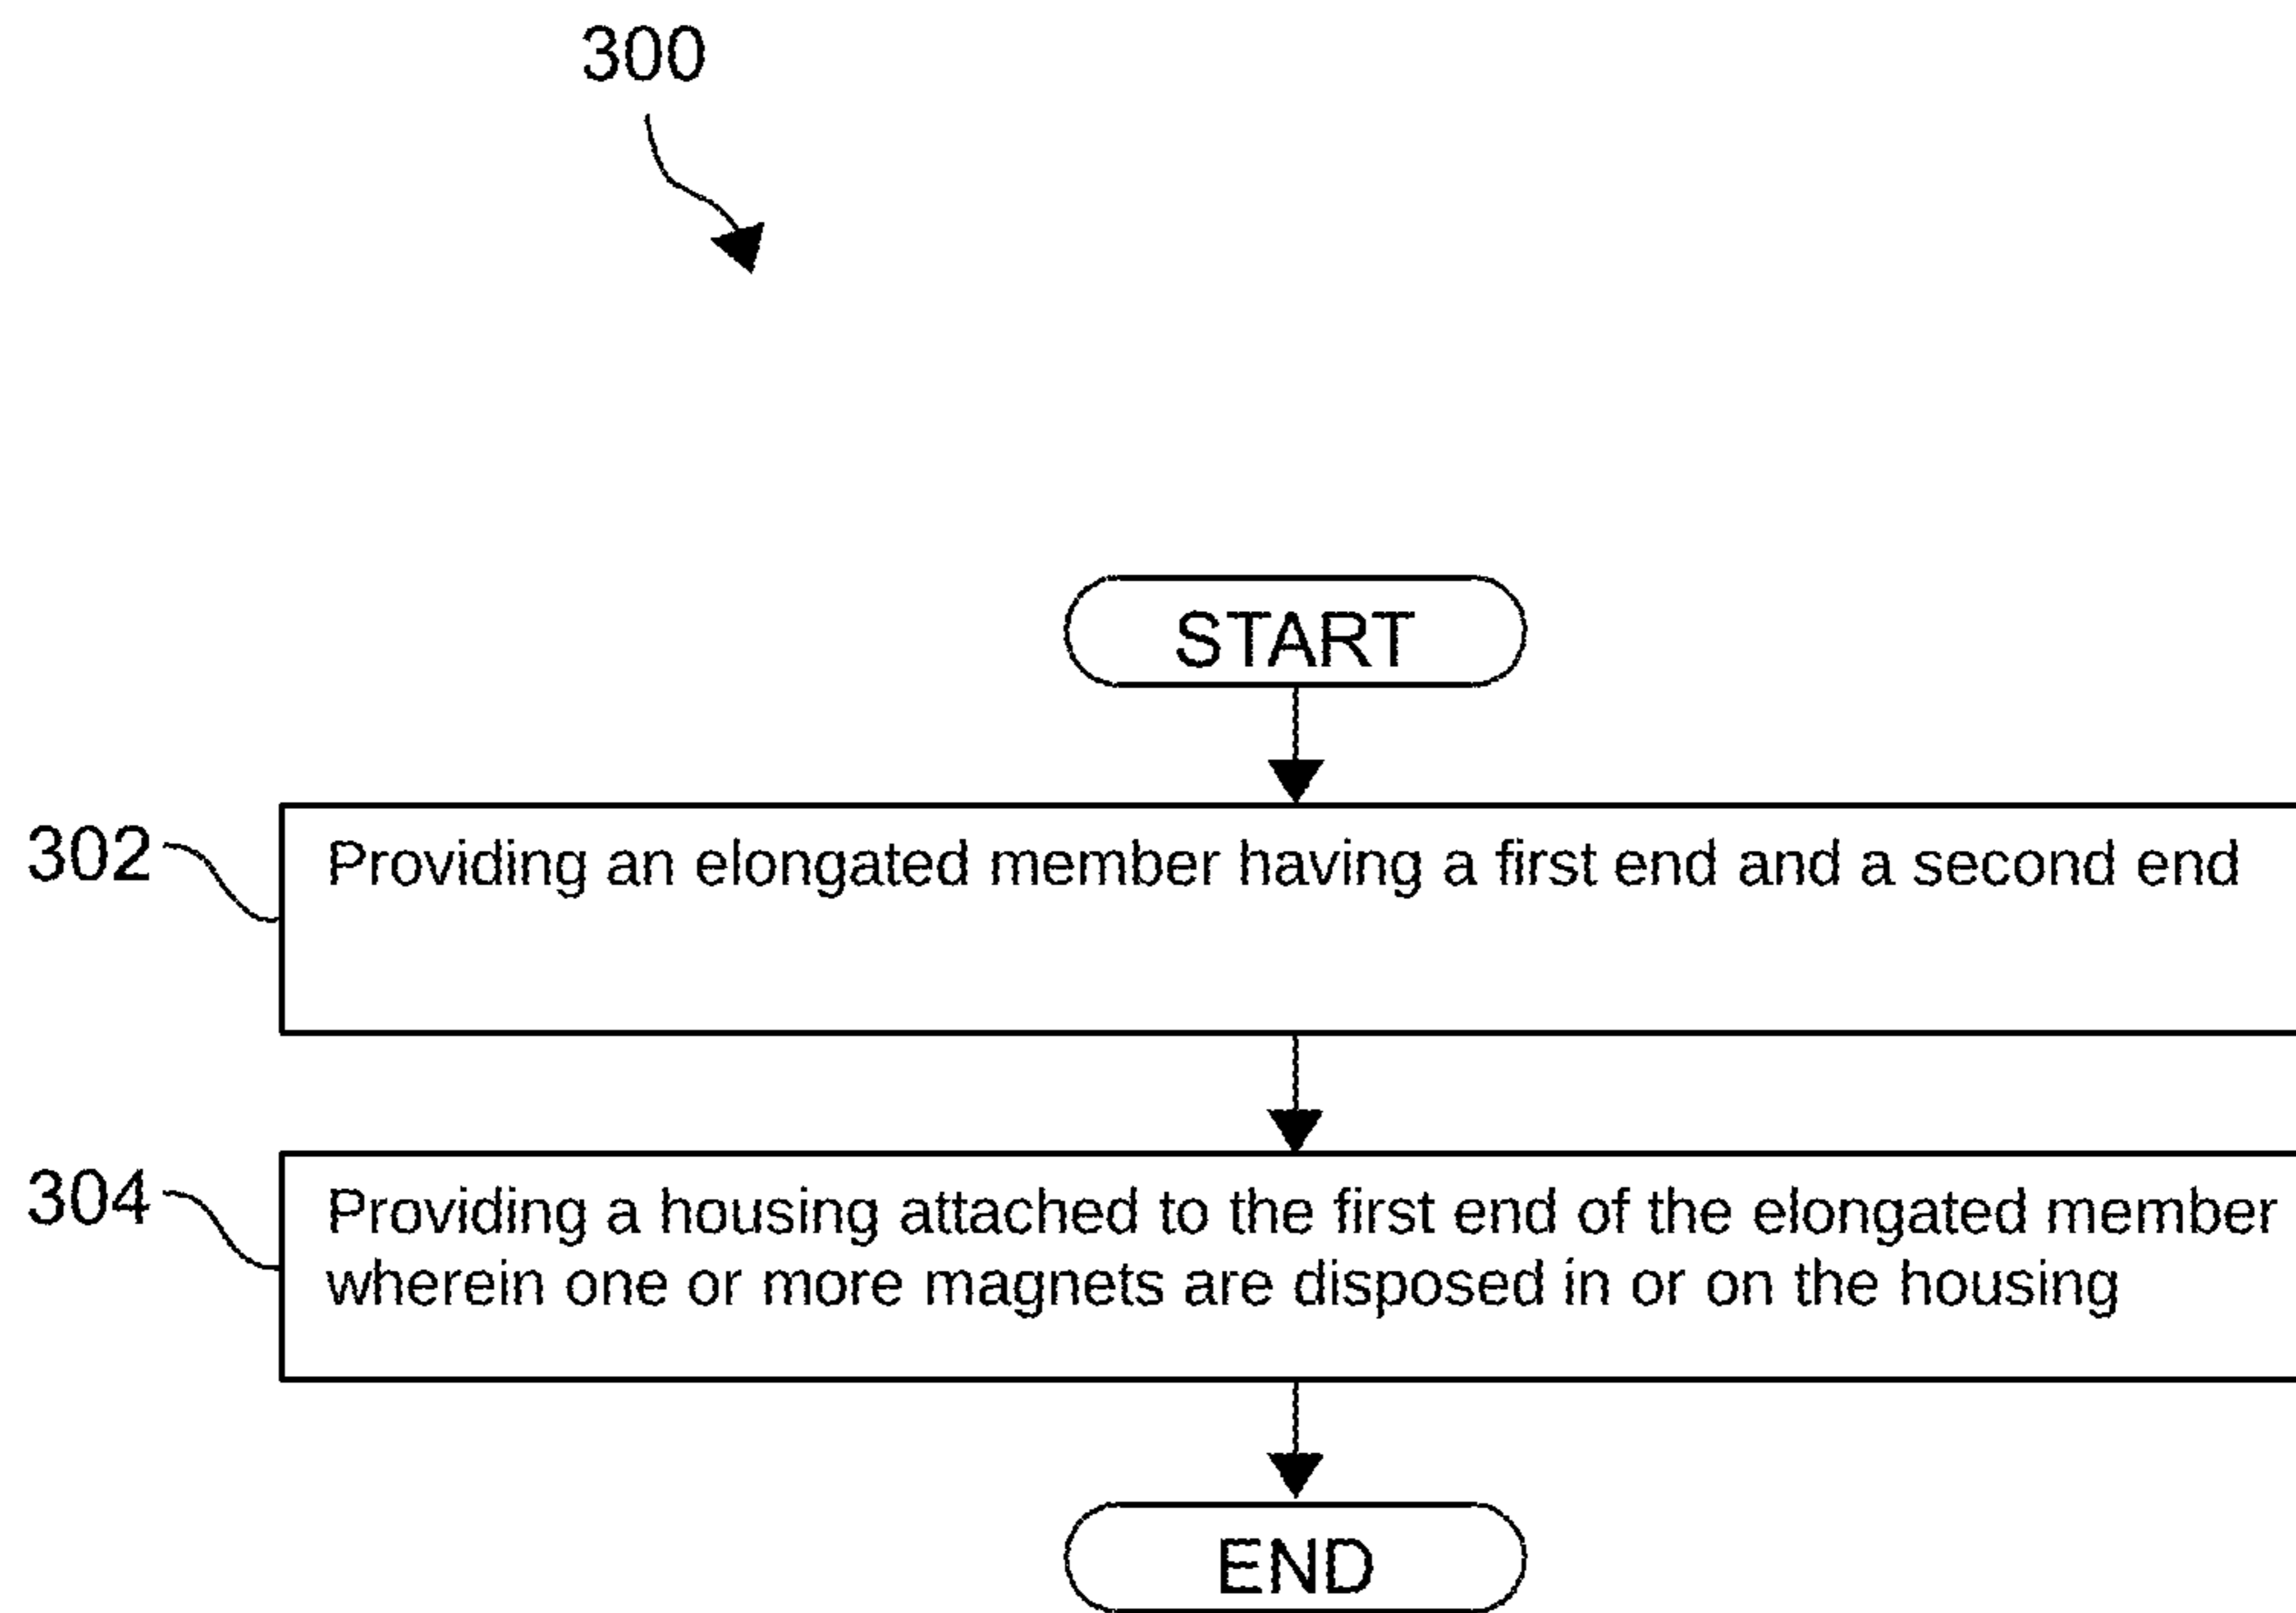 300
START
302
Providing an elongated member having a first end and a second end
304
Providing a housing attached to the first end of the elongated member
wherein one or more magnets are disposed in or on the housing
END